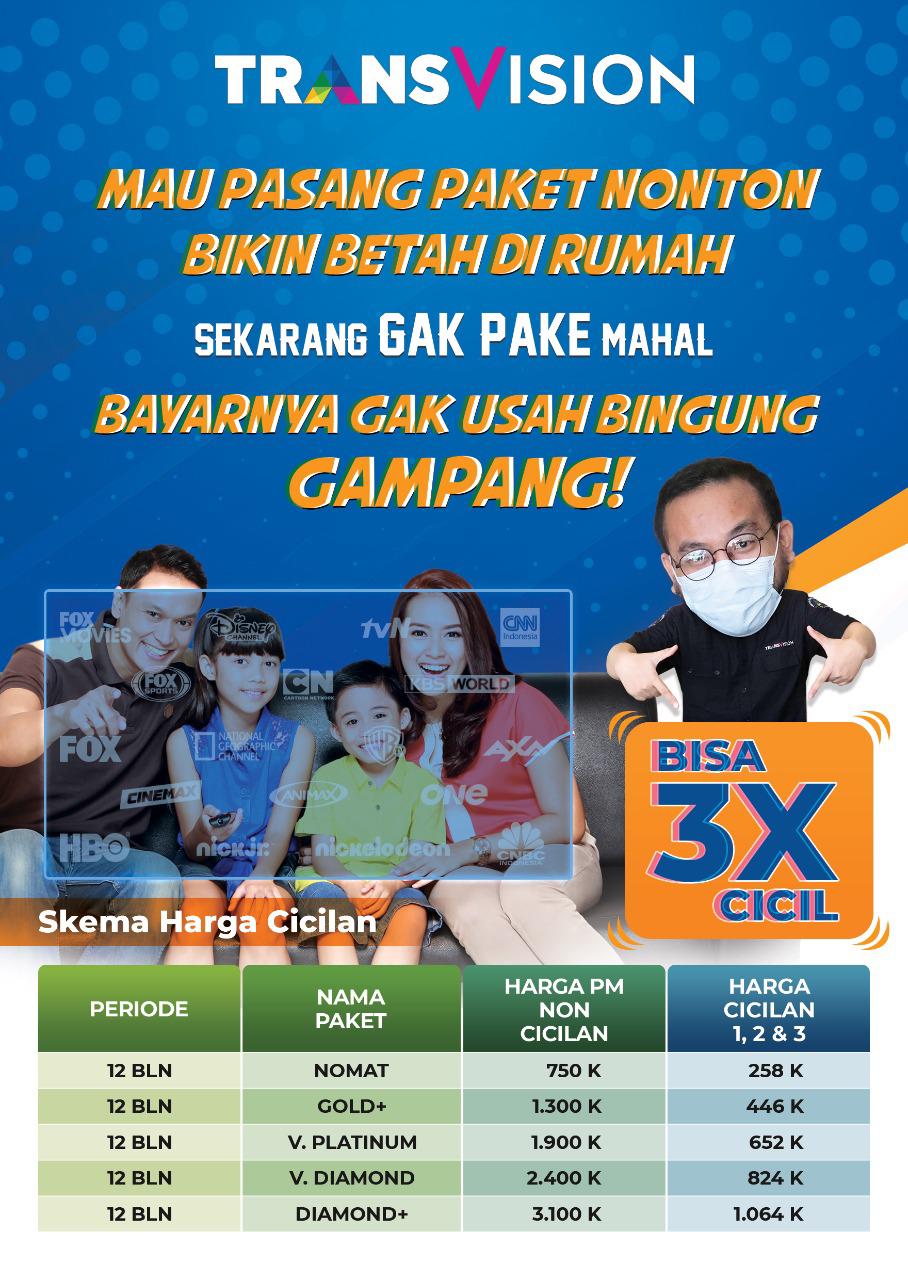 TRANSVISION
MAU PASANG PAKET NONTON
BIKIN BETAH DI RUMAH
SEKARANG GAK PAKE MAHAL
BAYARNYA GAK USAH BINGUNG
GAMPANG!
FOX MOVIES
DISNEY CHANNEL
tvN
CNN Indonesia
FOX SPORTS
CN CARTOON NETWORK
KBS WORLD
FOX
NATIONAL GEOGRAPHIC CHANNEL
WB TV
AXN
CINEMAX
ANIMAX
ONE
HBO
nick jr.
nickelodeon
CNBC INDONESIA
TRANSVISION
BISA
3X
CICIL
Skema Harga Cicilan
PERIODE NAMA PAKET HARGA PM NON CICILAN HARGA CICILAN 1, 2 & 3
12 BLN NOMAT 750 K 258 K
12 BLN GOLD+ 1.300 K 446 K
12 BLN V. PLATINUM 1.900 K 652 K
12 BLN V. DIAMOND 2.400 K 824 K
12 BLN DIAMOND+ 3.100 K 1.064 K